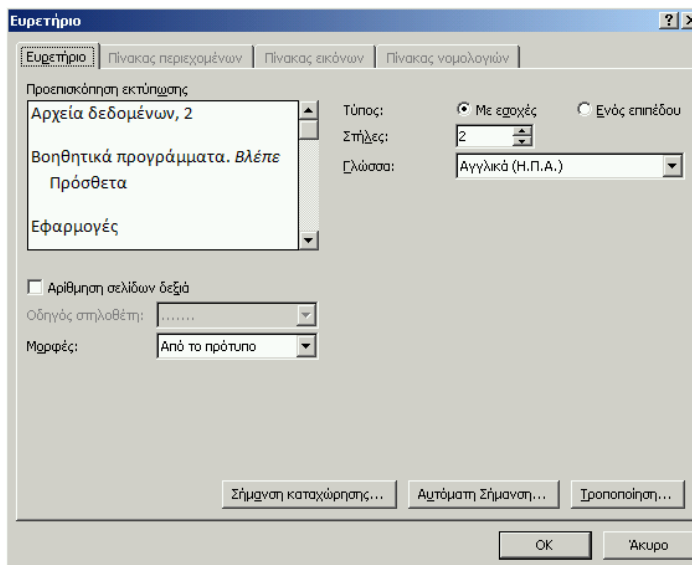 Ευρετήριο
Ευρετήριο Πίνακας περιεχομένων Πίνακας εικόνων Πίνακας νομολογιών
Προεπισκόπηση εκτύπωσης
Αρχεία δεδομένων, 2
Βοηθητικά προγράμματα. Βλέπε
Πρόσθετα
Εφαρμογές
Τύπος: Με εσοχές Ενός επιπέδου
Στήλες: 2
Γλώσσα: Αγγλικά (Η.Π.Α.)
Αρίθμηση σελίδων δεξιά
Οδηγός στηλοθέτη: .......
Μορφές: Από το πρότυπο
Σήμανση καταχώρησης... Αυτόματη Σήμανση... Τροποποίηση...
OK Άκυρο